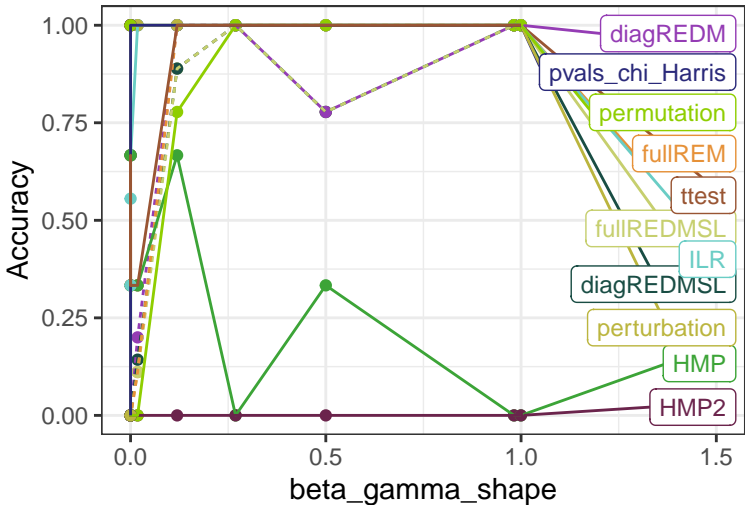 1.00
0.75
0.50
0.25
0.00
Accuracy
diagREDM
pvals_chi_Harris
permutation
fullREM
ttest
fullREDMSL
ILR
diagREDMSL
perturbation
HMP
HMP2
0.0
0.5
1.0
1.5
beta_gamma_shape